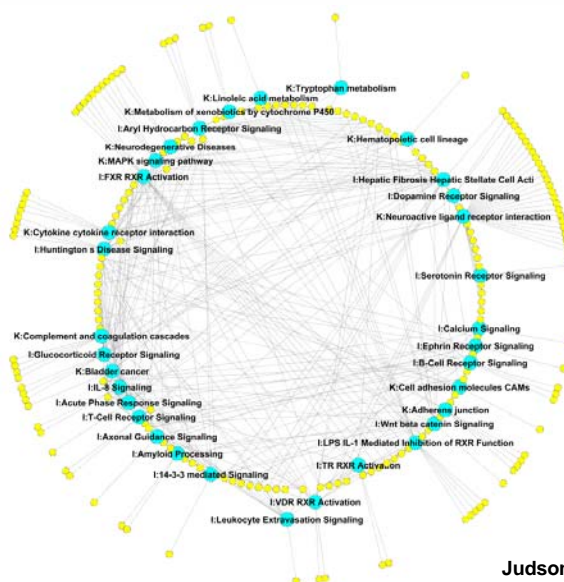 K:Tryptophan metabolism
K:Linoleic acid metabolism
K:Metabolism of xenobiotics by cytochrome P450
I:Aryl Hydrocarbon Receptor Signaling
K:Hematopoietic cell lineage
K:Neurodegenerative Diseases
K:MAPK signaling pathway
I:FXR RXR Activation
I:Hepatic Fibrosis Hepatic Stellate Cell Acti
I:Dopamine Receptor Signaling
K:Neuroactive ligand receptor interaction
K:Cytokine cytokine receptor interaction
I:Huntington s Disease Signaling
I:Serotonin Receptor Signaling
I:Calcium Signaling
K:Complement and coagulation cascades
I:Ephrin Receptor Signaling
I:Glucocorticoid Receptor Signaling
I:B-Cell Receptor Signaling
K:Bladder cancer
I:IL-8 Signaling
K:Cell adhesion molecules CAMs
I:Acute Phase Response Signaling
K:Adherens junction
I:T-Cell Receptor Signaling
I:Wnt beta catenin Signaling
I:Axonal Guidance Signaling
I:LPS IL-1 Mediated Inhibition of RXR Function
I:Amyloid Processing
I:TR RXR Activation
I:14-3-3 mediated Signaling
I:VDR RXR Activation
I:Leukocyte Extravasation Signaling
Judson